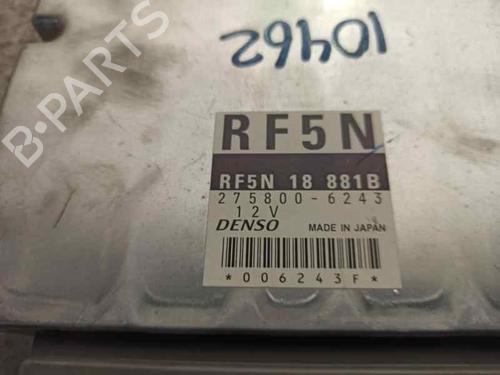 10462
RF5N
RF5N 18 881B
275800-6243
12V
DENSO MADE IN JAPAN
*006243F*
B-PARTS